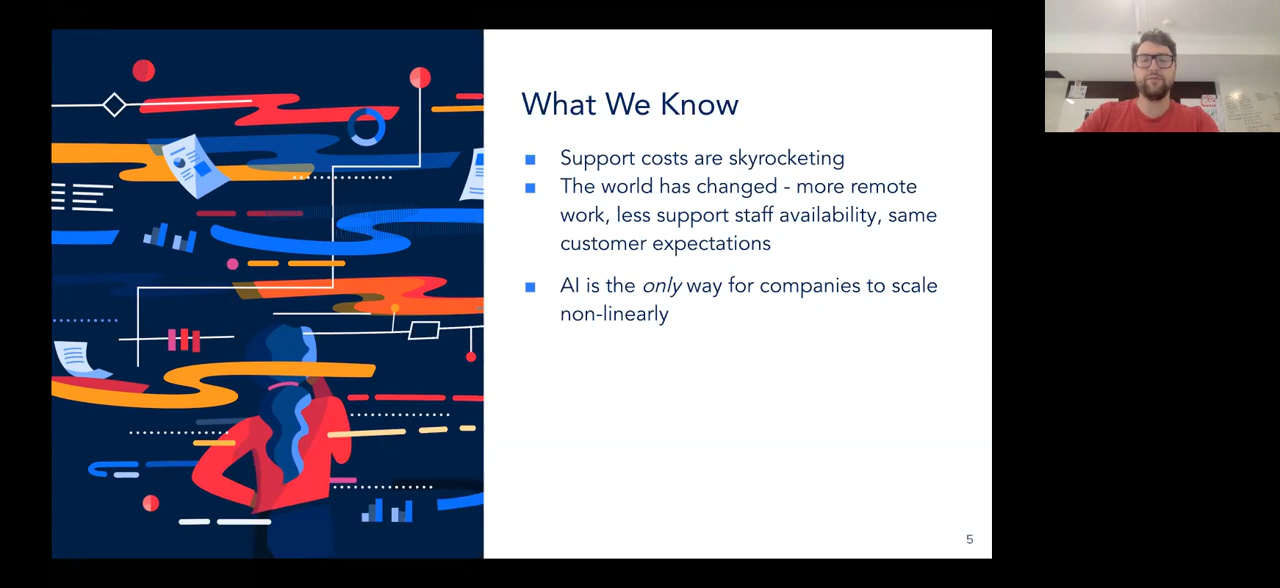 What We Know
Support costs are skyrocketing
The world has changed - more remote
work, less support staff availability, same
customer expectations
AI is the only way for companies to scale
non-linearly
5